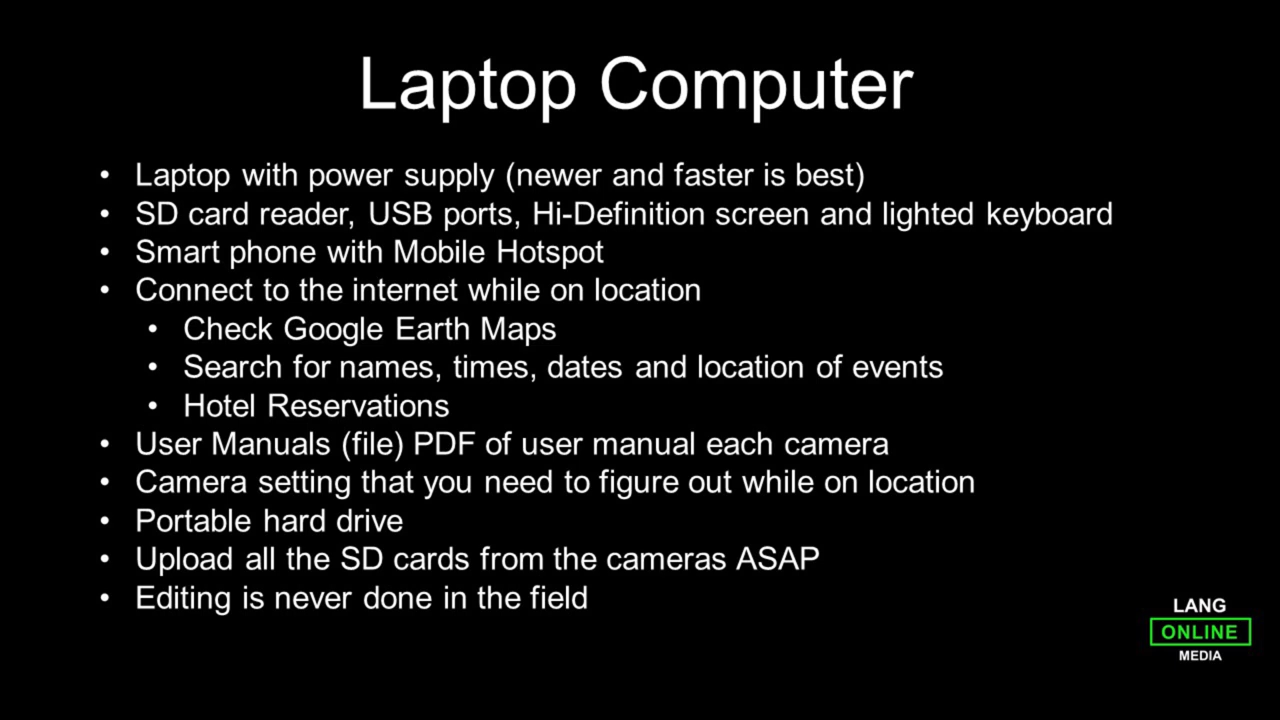 Laptop Computer
• Laptop with power supply (newer and faster is best)
• SD card reader, USB ports, Hi-Definition screen and lighted keyboard
• Smart phone with Mobile Hotspot
• Connect to the internet while on location
• Check Google Earth Maps
• Search for names, times, dates and location of events
• Hotel Reservations
• User Manuals (file) PDF of user manual each camera
• Camera setting that you need to figure out while on location
• Portable hard drive
• Upload all the SD cards from the cameras ASAP
• Editing is never done in the field
LANG
ONLINE
MEDIA